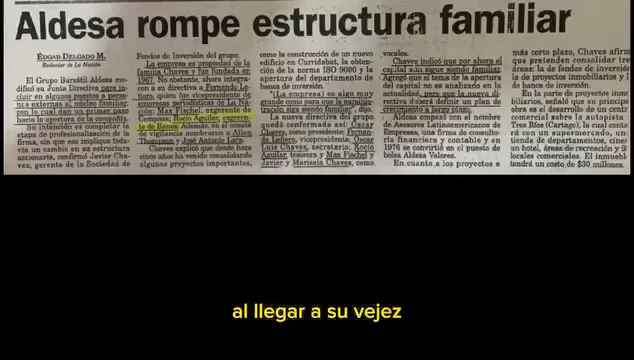 Aldesa rompe estructura familiar
ÉDGAR DELGADO M.
Redactor de La Nación
El Grupo Bursátil Aldesa modificó
su Junta Directiva para incluir
en algunos puestos a personas
externas al núcleo familiar,
con lo cual dan un primer paso
hacia la apertura de la compañía.
Su intención es completar la
etapa de profesionalización de la
firma, sin que eso implique todavía
un cambio en su estructura
accionaria, confirmó Javier Chaves,
gerente de la Sociedad de
Fondos de Inversión del grupo.
La empresa es propiedad de la
familia Chaves y fue fundada en
1967. No obstante, ahora integran
a su directiva a Fernando
quien fue vicepresidente de
empresas periodísticas de La Nación;
Max Fischel, exgerente de
Compass; Rocío Aguilar, exgerente
de Banex. Además, en el comité
de vigilancia nombraron a Allan
Thompson y José Antonio Lara.
Chaves explicó que desde hace
cinco años ha venido consolidando
algunos proyectos importantes,
como la construcción de un nuevo
edificio en Curridabat, la obtención
de la norma ISO 9000 y la
apertura del departamento de
banca de inversión.
"(La empresa) es algo muy
grande como para que la administración
siga siendo familiar", dijo.
La nueva directiva del grupo
quedó conformada así: Óscar
Chaves, como presidente; Fernando
vicepresidente, Oscar
Luis Chaves, secretario, Rocío
Aguilar, tesorera y Max Fischel y
Javier y Marisela Chaves, como
vocales.
Chaves indicó que por ahora el
capital aún sigue siendo familiar.
Agregó que el tema de la apertura
del capital no es analizado en la
actualidad, pero que la nueva directiva
deberá definir un plan de
crecimiento a largo plazo.
Aldesa empezó con el nombre
de Asesores Latinoamericanos de
Empresas, una firma de consultoría
financiera y contable y en
1976 se convirtió en el puesto de
bolsa Aldesa Valores.
En cuanto a los proyectos a
más corto plazo, Chaves afirmó
que pretenden consolidar tres
áreas: la de fondos de inversión,
la de proyectos inmobiliarios y la
de banca de inversión.
En la parte de proyectos inmobiliarios,
señaló que su principal
obra es el desarrollo de un centro
comercial sobre la autopista
Tres Ríos (Cartago), la cual contará
con un supermercado, un
tienda de departamentos, cines
un hotel, áreas de recreación y
locales comerciales. El inmueble
tendrá un costo de $30 millones.
al llegar a su vejez